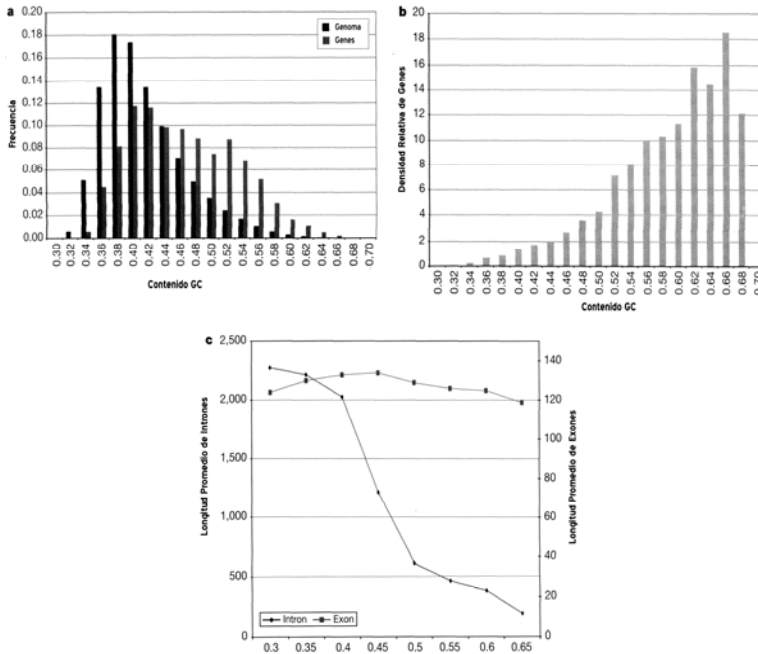 a
Genoma
Genes
Frecuencia
0.20
0.18
0.16
0.14
0.12
0.10
0.08
0.06
0.04
0.02
0.00
0.30 0.32 0.34 0.36 0.38 0.40 0.42 0.44 0.46 0.48 0.50 0.52 0.54 0.56 0.58 0.60 0.62 0.64 0.66 0.68 0.70
Contenido GC
b
Densidad Relativa de Genes
20
18
16
14
12
10
8
6
4
2
0
0.30 0.32 0.34 0.36 0.38 0.40 0.42 0.44 0.46 0.48 0.50 0.52 0.54 0.56 0.58 0.60 0.62 0.64 0.66 0.68 0.70
Contenido GC
c
Longitud Promedio de Intrones
2,500
2,000
1,500
1,000
500
0
Intron Exon
0.3 0.35 0.4 0.45 0.5 0.55 0.6 0.65
140
120
100
80
60
40
20
0
Longitud Promedio de Exones